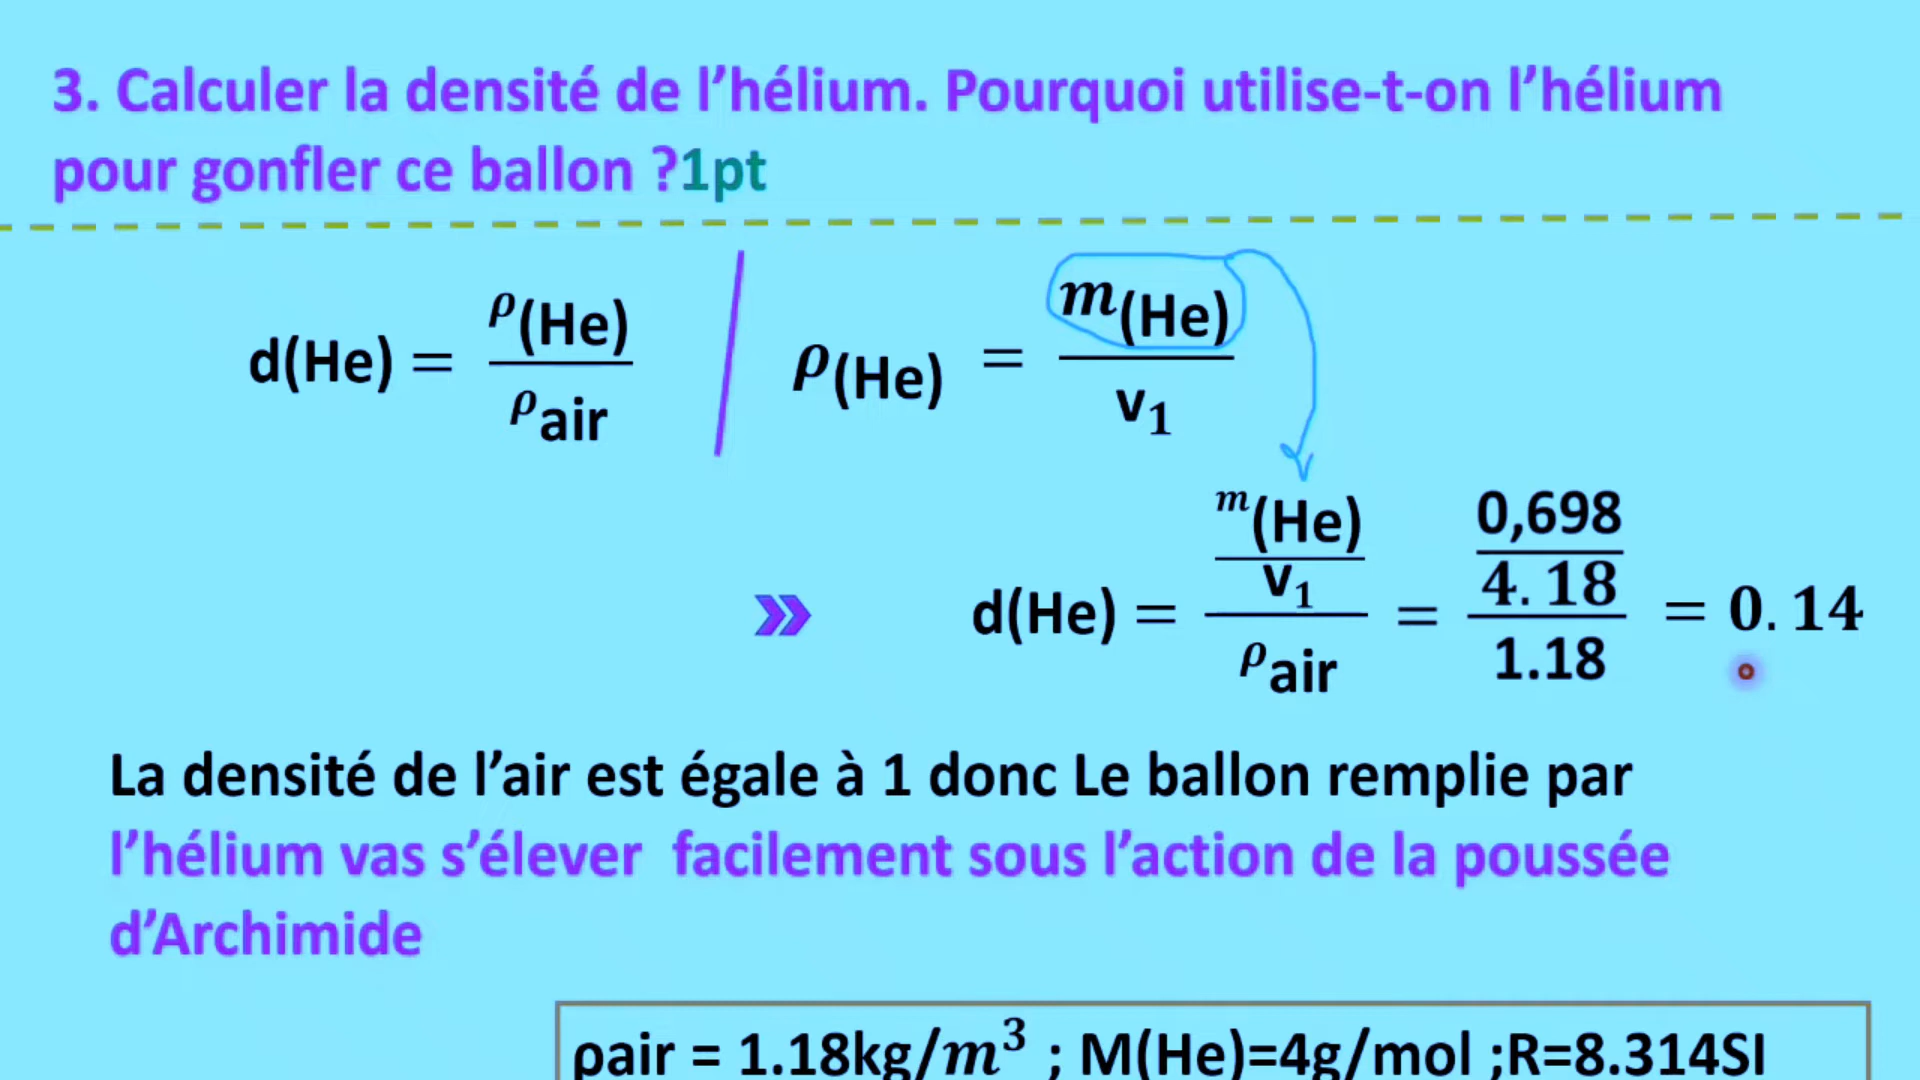 3. Calculer la densité de l'hélium. Pourquoi utilise-t-on l'hélium
pour gonfler ce ballon ?1pt
d(He) = ρ(He) / ρair
ρ(He) = m(He) / v₁
» d(He) = (m(He) / v₁) / ρair = (0,698 / 4.18) / 1.18 = 0.14
La densité de l'air est égale à 1 donc Le ballon remplie par
l'hélium vas s'élever facilement sous l'action de la poussée
d'Archimide
ρair = 1.18kg/m³ ; M(He)=4g/mol ;R=8.314SI